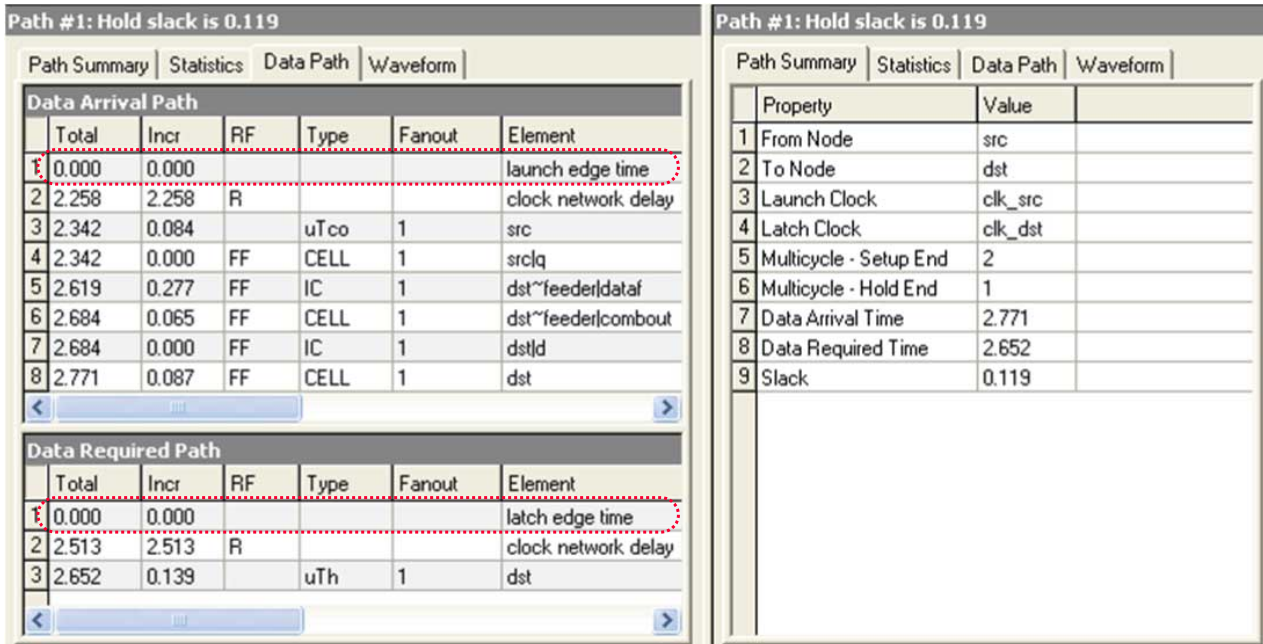 Path #1: Hold slack is 0.119
Path Summary Statistics Data Path Waveform
Data Arrival Path
Total Incr RF Type Fanout Element
1 0.000 0.000 launch edge time
2 2.258 2.258 R clock network delay
3 2.342 0.084 uTco 1 src
4 2.342 0.000 FF CELL 1 src|q
5 2.619 0.277 FF IC 1 dst~feeder|dataf
6 2.684 0.065 FF CELL 1 dst~feeder|combout
7 2.684 0.000 FF IC 1 dst|d
8 2.771 0.087 FF CELL 1 dst
Data Required Path
Total Incr RF Type Fanout Element
1 0.000 0.000 latch edge time
2 2.513 2.513 R clock network delay
3 2.652 0.139 uTh 1 dst
Path #1: Hold slack is 0.119
Path Summary Statistics Data Path Waveform
Property Value
1 From Node src
2 To Node dst
3 Launch Clock clk_src
4 Latch Clock clk_dst
5 Multicycle - Setup End 2
6 Multicycle - Hold End 1
7 Data Arrival Time 2.771
8 Data Required Time 2.652
9 Slack 0.119